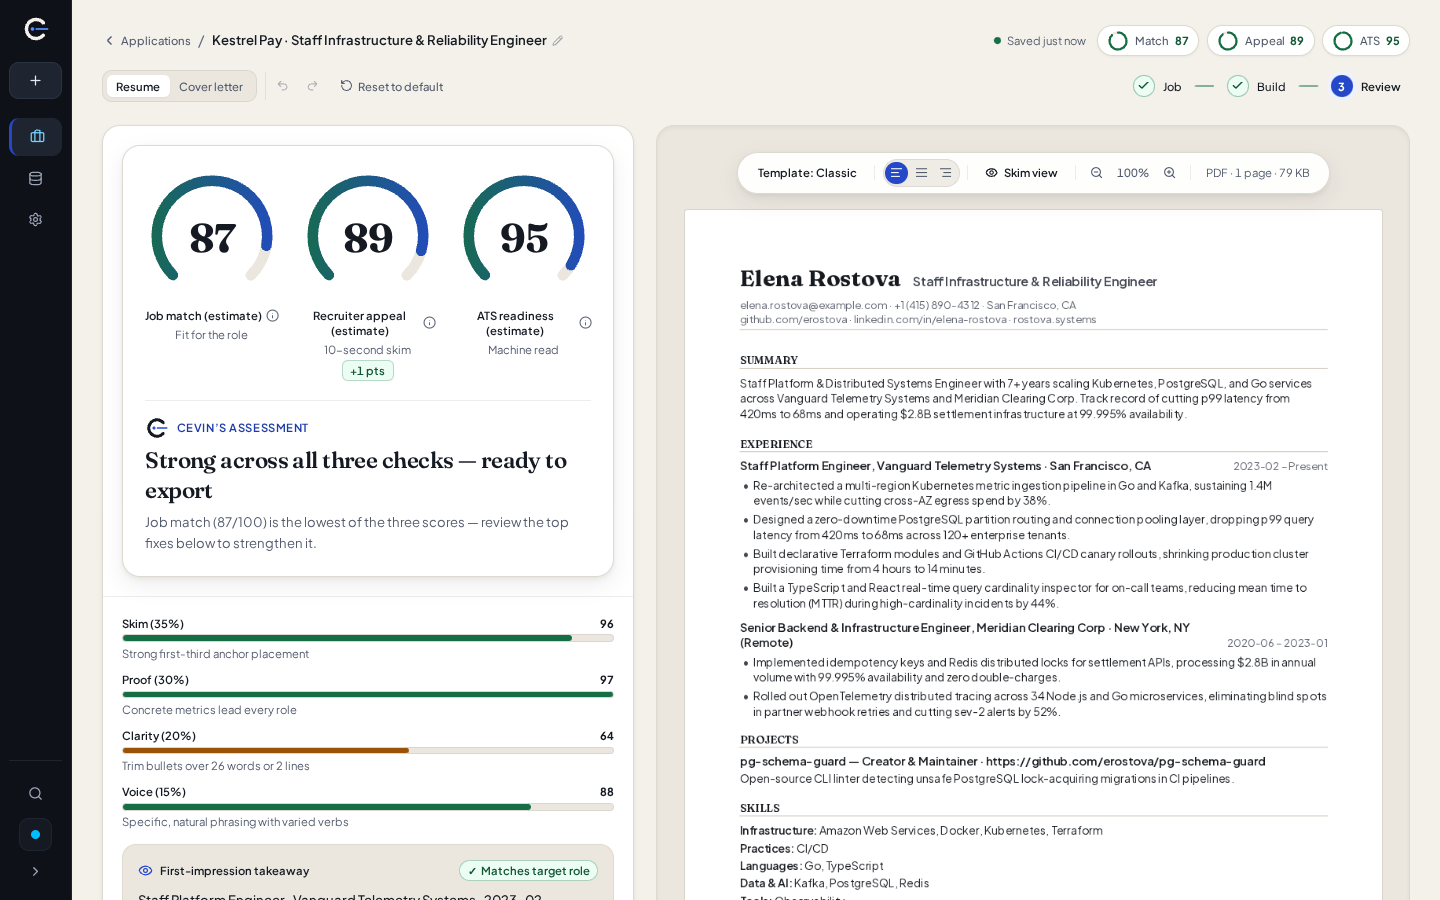 Applications / Kestrel Pay · Staff Infrastructure & Reliability Engineer
Saved just now
Match 87
Appeal 89
ATS 95
Resume
Cover letter
Reset to default
Job
Build
3 Review
87
89
95
Job match (estimate)
Fit for the role
Recruiter appeal
(estimate)
10-second skim
+1 pts
ATS readiness
(estimate)
Machine read
CEVIN'S ASSESSMENT
Strong across all three checks — ready to
export
Job match (87/100) is the lowest of the three scores — review the top
fixes below to strengthen it.
Skim (35%) 96
Strong first-third anchor placement
Proof (30%) 97
Concrete metrics lead every role
Clarity (20%) 64
Trim bullets over 26 words or 2 lines
Voice (15%) 88
Specific, natural phrasing with varied verbs
First-impression takeaway
✓ Matches target role
Staff Platform Engineer · Vanguard Telemetry Systems · 2023-02
Template: Classic
Skim view
100%
PDF · 1 page · 79 KB
Elena Rostova Staff Infrastructure & Reliability Engineer
elena.rostova@example.com · +1 (415) 890-4312 · San Francisco, CA
github.com/erostova · linkedin.com/in/elena-rostova · rostova.systems
SUMMARY
Staff Platform & Distributed Systems Engineer with 7+ years scaling Kubernetes, PostgreSQL, and Go services
across Vanguard Telemetry Systems and Meridian Clearing Corp. Track record of cutting p99 latency from
420ms to 68ms and operating $2.8B settlement infrastructure at 99.995% availability.
EXPERIENCE
Staff Platform Engineer, Vanguard Telemetry Systems · San Francisco, CA 2023-02 – Present
• Re-architected a multi-region Kubernetes metric ingestion pipeline in Go and Kafka, sustaining 1.4M
events/sec while cutting cross-AZ egress spend by 38%.
• Designed a zero-downtime PostgreSQL partition routing and connection pooling layer, dropping p99 query
latency from 420ms to 68ms across 120+ enterprise tenants.
• Built declarative Terraform modules and GitHub Actions CI/CD canary rollouts, shrinking production cluster
provisioning time from 4 hours to 14 minutes.
• Built a TypeScript and React real-time query cardinality inspector for on-call teams, reducing mean time to
resolution (MTTR) during high-cardinality incidents by 44%.
Senior Backend & Infrastructure Engineer, Meridian Clearing Corp · New York, NY
(Remote) 2020-06 – 2023-01
• Implemented idempotency keys and Redis distributed locks for settlement APIs, processing $2.8B in annual
volume with 99.995% availability and zero double-charges.
• Rolled out OpenTelemetry distributed tracing across 34 Node.js and Go microservices, eliminating blind spots
in partner webhook retries and cutting sev-2 alerts by 52%.
PROJECTS
pg-schema-guard — Creator & Maintainer · https://github.com/erostova/pg-schema-guard
Open-source CLI linter detecting unsafe PostgreSQL lock-acquiring migrations in CI pipelines.
SKILLS
Infrastructure: Amazon Web Services, Docker, Kubernetes, Terraform
Practices: CI/CD
Languages: Go, TypeScript
Data & AI: Kafka, PostgreSQL, Redis
Tools: Observability